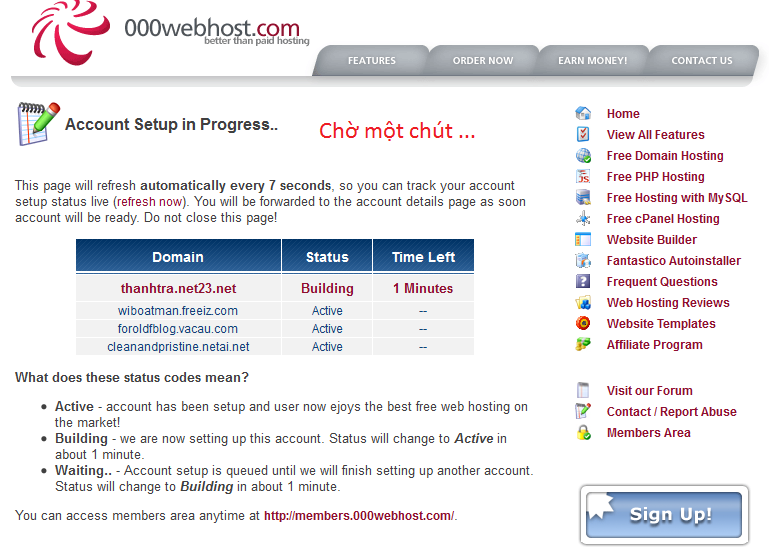 000webhost.com
better than paid hosting
FEATURES
ORDER NOW
EARN MONEY!
CONTACT US
Account Setup in Progress..
Chờ một chút ...
This page will refresh automatically every 7 seconds, so you can track your account
setup status live (refresh now). You will be forwarded to the account details page as soon
account will be ready. Do not close this page!
Domain Status Time Left
thanhtra.net23.net Building 1 Minutes
wiboatman.freeiz.com Active --
foroldfblog.vacau.com Active --
cleanandpristine.netai.net Active --
What does these status codes mean?
• Active - account has been setup and user now ejoys the best free web hosting on
the market!
• Building - we are now setting up this account. Status will change to Active in
about 1 minute.
• Waiting.. - Account setup is queued until we will finish setting up another account.
Status will change to Building in about 1 minute.
You can access members area anytime at http://members.000webhost.com/.
Home
View All Features
Free Domain Hosting
Free PHP Hosting
Free Hosting with MySQL
Free cPanel Hosting
Website Builder
Fantastico Autoinstaller
Frequent Questions
Web Hosting Reviews
Website Templates
Affiliate Program
Visit our Forum
Contact / Report Abuse
Members Area
Sign Up!